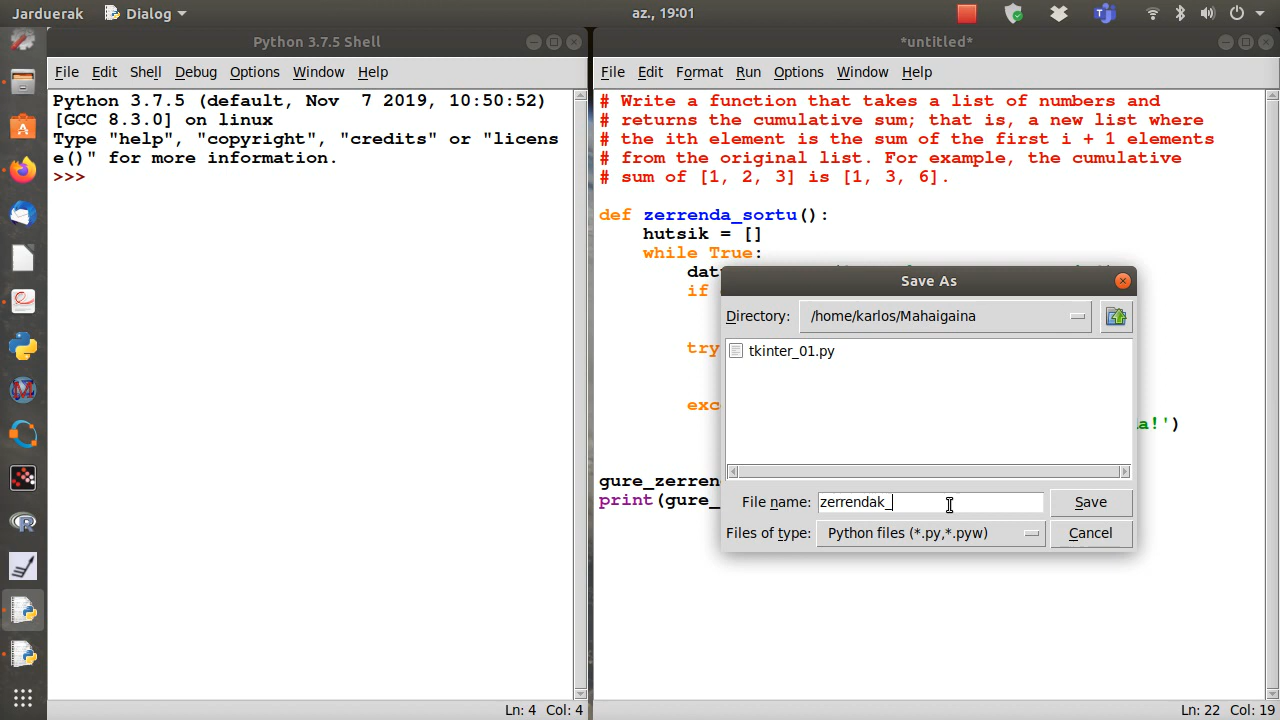 Jarduerak
Dialog
az., 19:01
Python 3.7.5 Shell
File Edit Shell Debug Options Window Help
Python 3.7.5 (default, Nov  7 2019, 10:50:52)
[GCC 8.3.0] on linux
Type "help", "copyright", "credits" or "licens
e()" for more information.
>>>
Ln: 4 Col: 4
*untitled*
File Edit Format Run Options Window Help
# Write a function that takes a list of numbers and
# returns the cumulative sum; that is, a new list where
# the ith element is the sum of the first i + 1 elements
# from the original list. For example, the cumulative
# sum of [1, 2, 3] is [1, 3, 6].
def zerrenda_sortu():
hutsik = []
while True:
dat
if
try
exc
a!')
gure_zerren
print(gure_
Ln: 22 Col: 19
Save As
Directory: /home/karlos/Mahaigaina
tkinter_01.py
File name: zerrendak_ Save
Files of type: Python files (*.py,*.pyw) Cancel